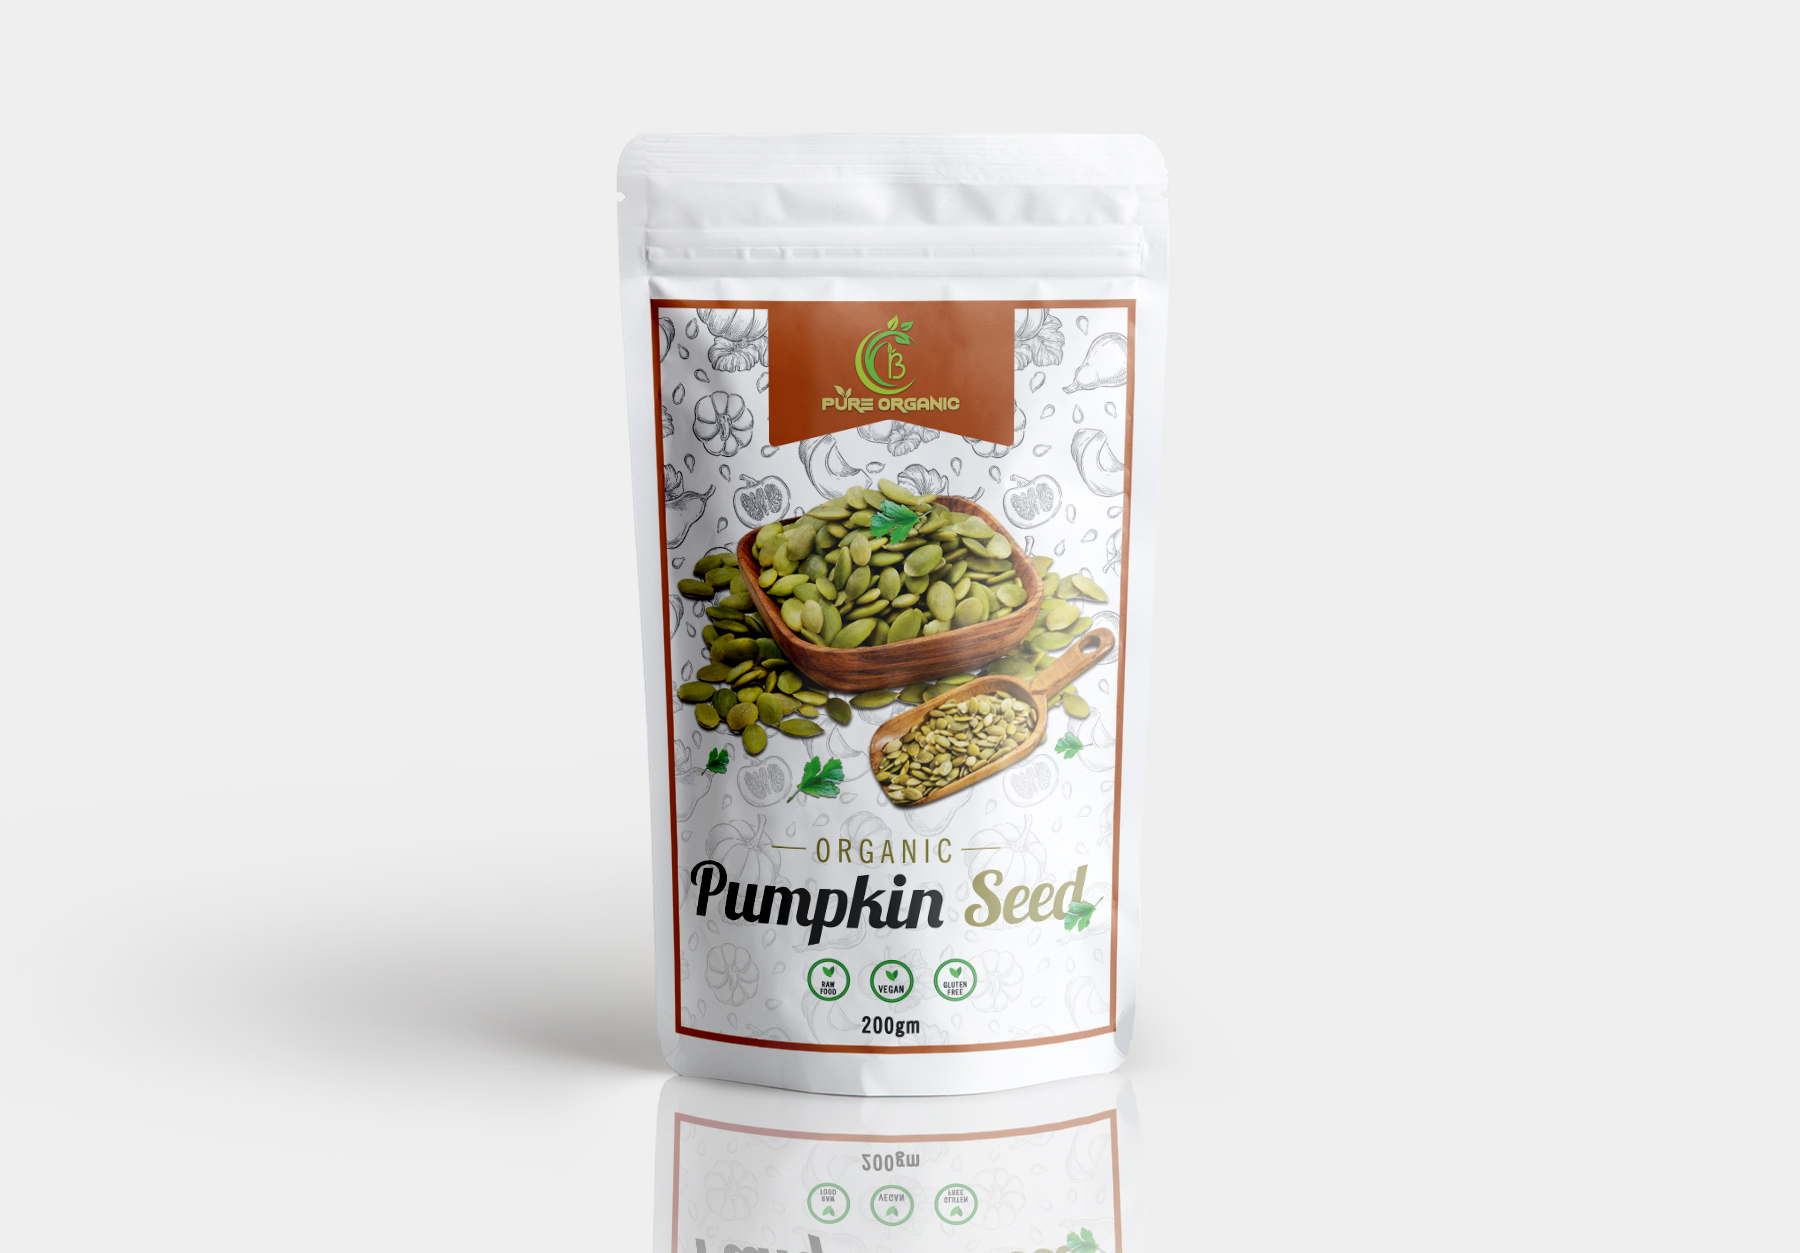 B
PURE ORGANIC
ORGANIC
Pumpkin Seed
RAW
FOOD
VEGAN
GLUTEN
FREE
200gm